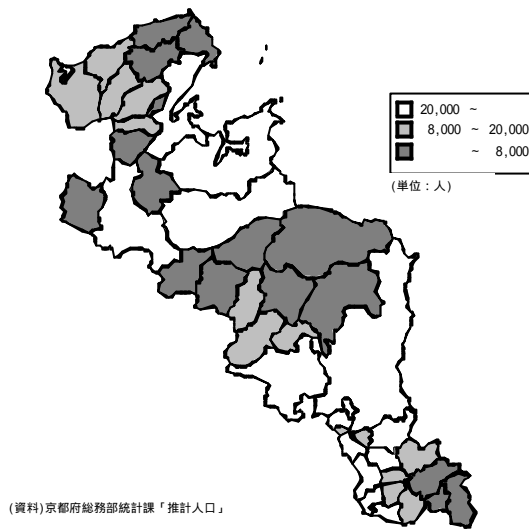 20,000 ~
8,000 ~ 20,000
~ 8,000
(単位：人)
(資料)京都府総務部統計課「推計人口」